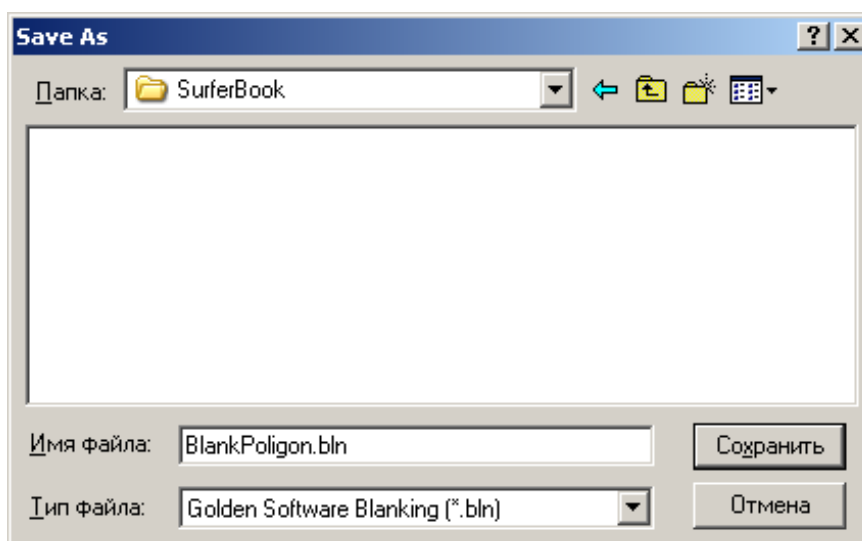 Save As
Папка: SurferBook
Имя файла: BlankPoligon.bln Сохранить
Тип файла: Golden Software Blanking (*.bln) Отмена